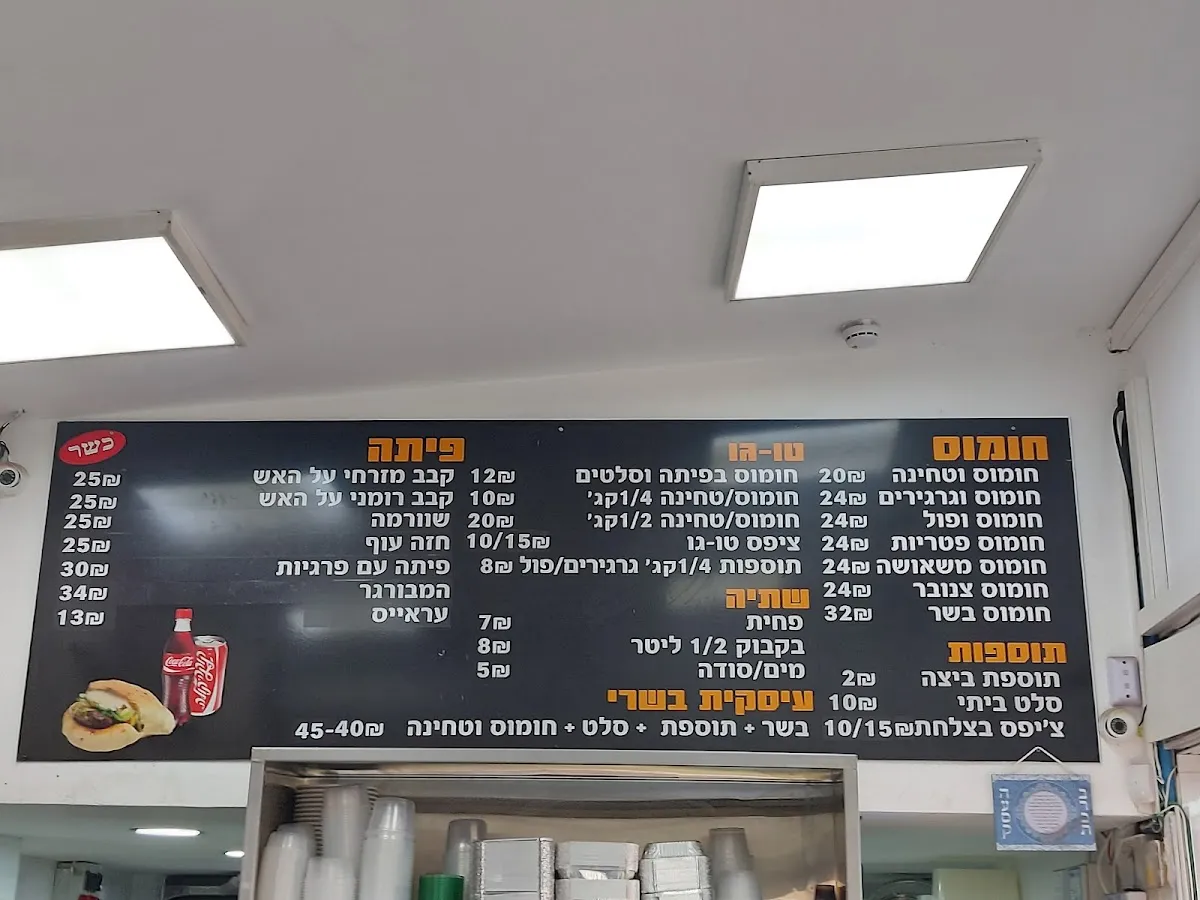 חומוס
חומוס וטחינה 20₪
חומוס וגרגירים 24₪
חומוס ופול 24₪
חומוס פטריות 24₪
חומוס משאושה 24₪
חומוס צנובר 24₪
חומוס בשר 32₪
תוספות
תוספת ביצה 2₪
סלט ביתי 10₪
צ'יפס בצלחת 10/15₪
טו-גו
חומוס בפיתה וסלטים 12₪
חומוס/טחינה 1/4קג' 10₪
חומוס/טחינה 1/2קג' 20₪
ציפס טו-גו 10/15₪
תוספות 1/4קג' גרגירים/פול 8₪
שתיה
פחית 7₪
בקבוק 1/2 ליטר 8₪
מים/סודה 5₪
עיסקית בשרי
בשר + תוספת + סלט + חומוס וטחינה 45-40₪
פיתה
קבב מזרחי על האש 25₪
קבב רומני על האש 25₪
שוורמה 25₪
חזה עוף 25₪
פיתה עם פרגיות 30₪
המבורגר 34₪
עראייס 13₪
כשר
Coca-Cola